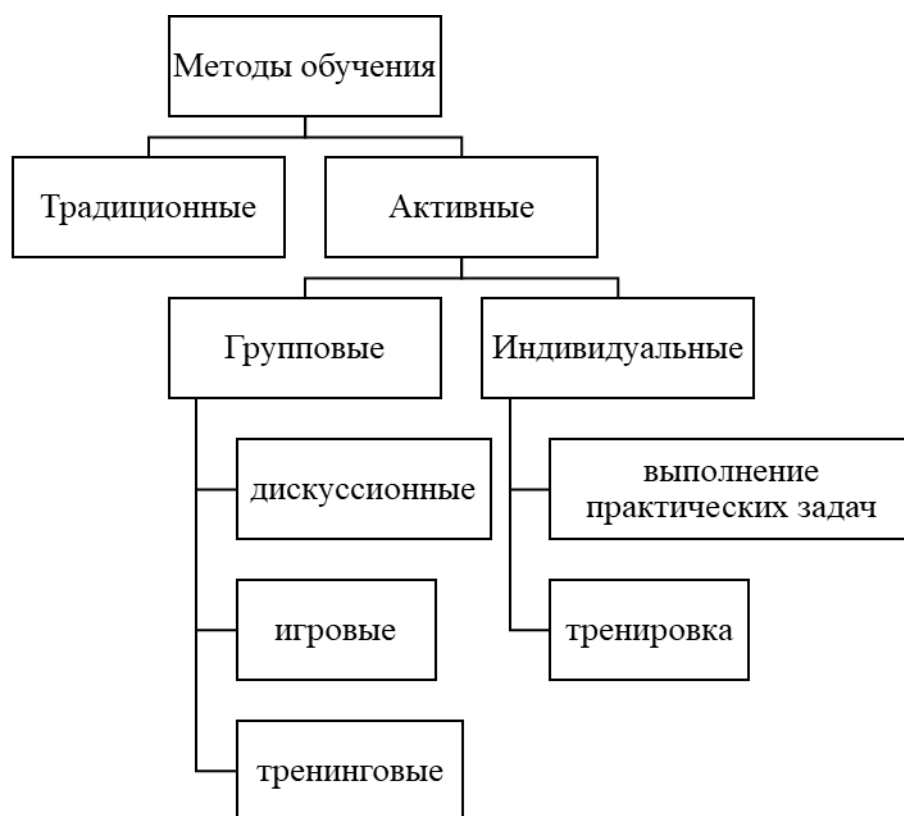 Методы обучения
Традиционные
Активные
Групповые
Индивидуальные
дискуссионные
выполнение
практических задач
игровые
тренировка
тренинговые